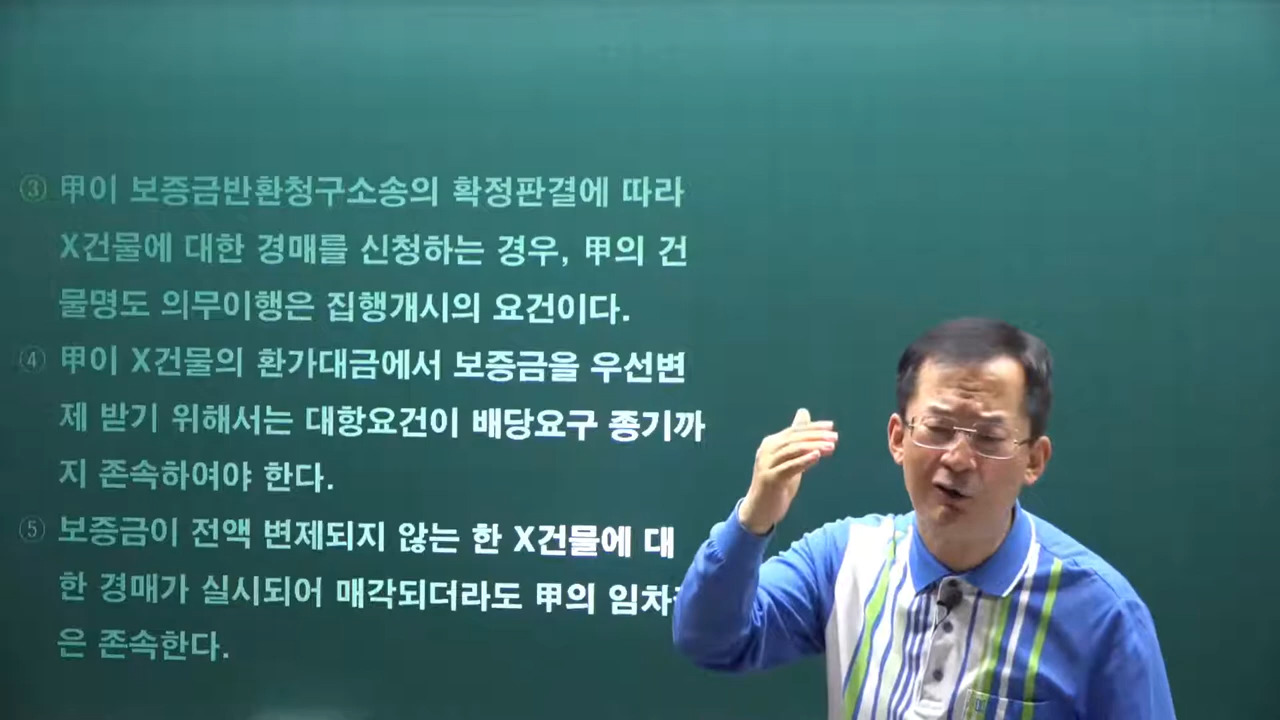 ③ 甲이 보증금반환청구소송의 확정판결에 따라
X건물에 대한 경매를 신청하는 경우, 甲의 건
물명도 의무이행은 집행개시의 요건이다.
④ 甲이 X건물의 환가대금에서 보증금을 우선변
제 받기 위해서는 대항요건이 배당요구 종기까
지 존속하여야 한다.
⑤ 보증금이 전액 변제되지 않는 한 X건물에 대
한 경매가 실시되어 매각되더라도 甲의 임차
은 존속한다.